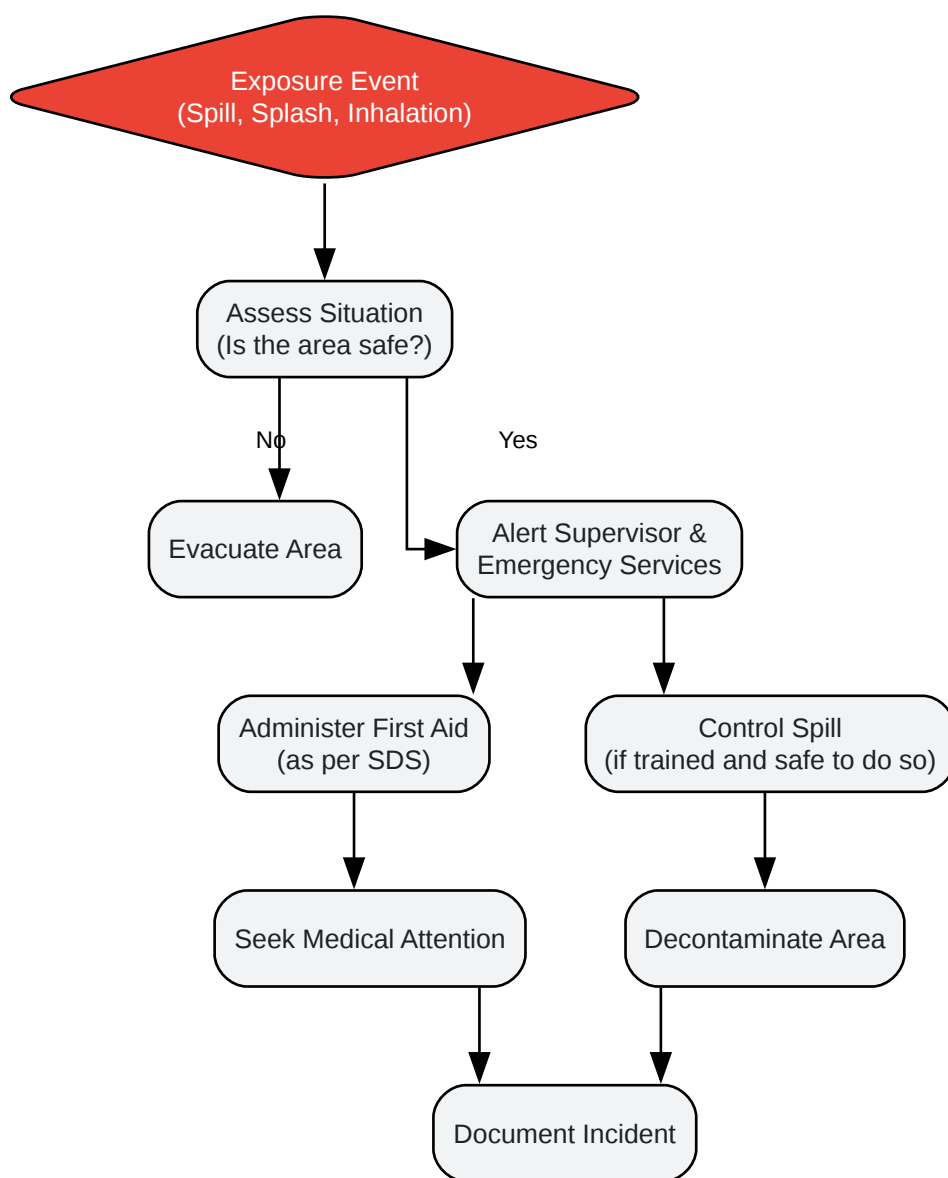 Exposure Event
(Spill, Splash, Inhalation)
Assess Situation
(Is the area safe?)
No
Yes
Evacuate Area
Alert Supervisor &
Emergency Services
Administer First Aid
(as per SDS)
Control Spill
(if trained and safe to do so)
Seek Medical Attention
Decontaminate Area
Document Incident